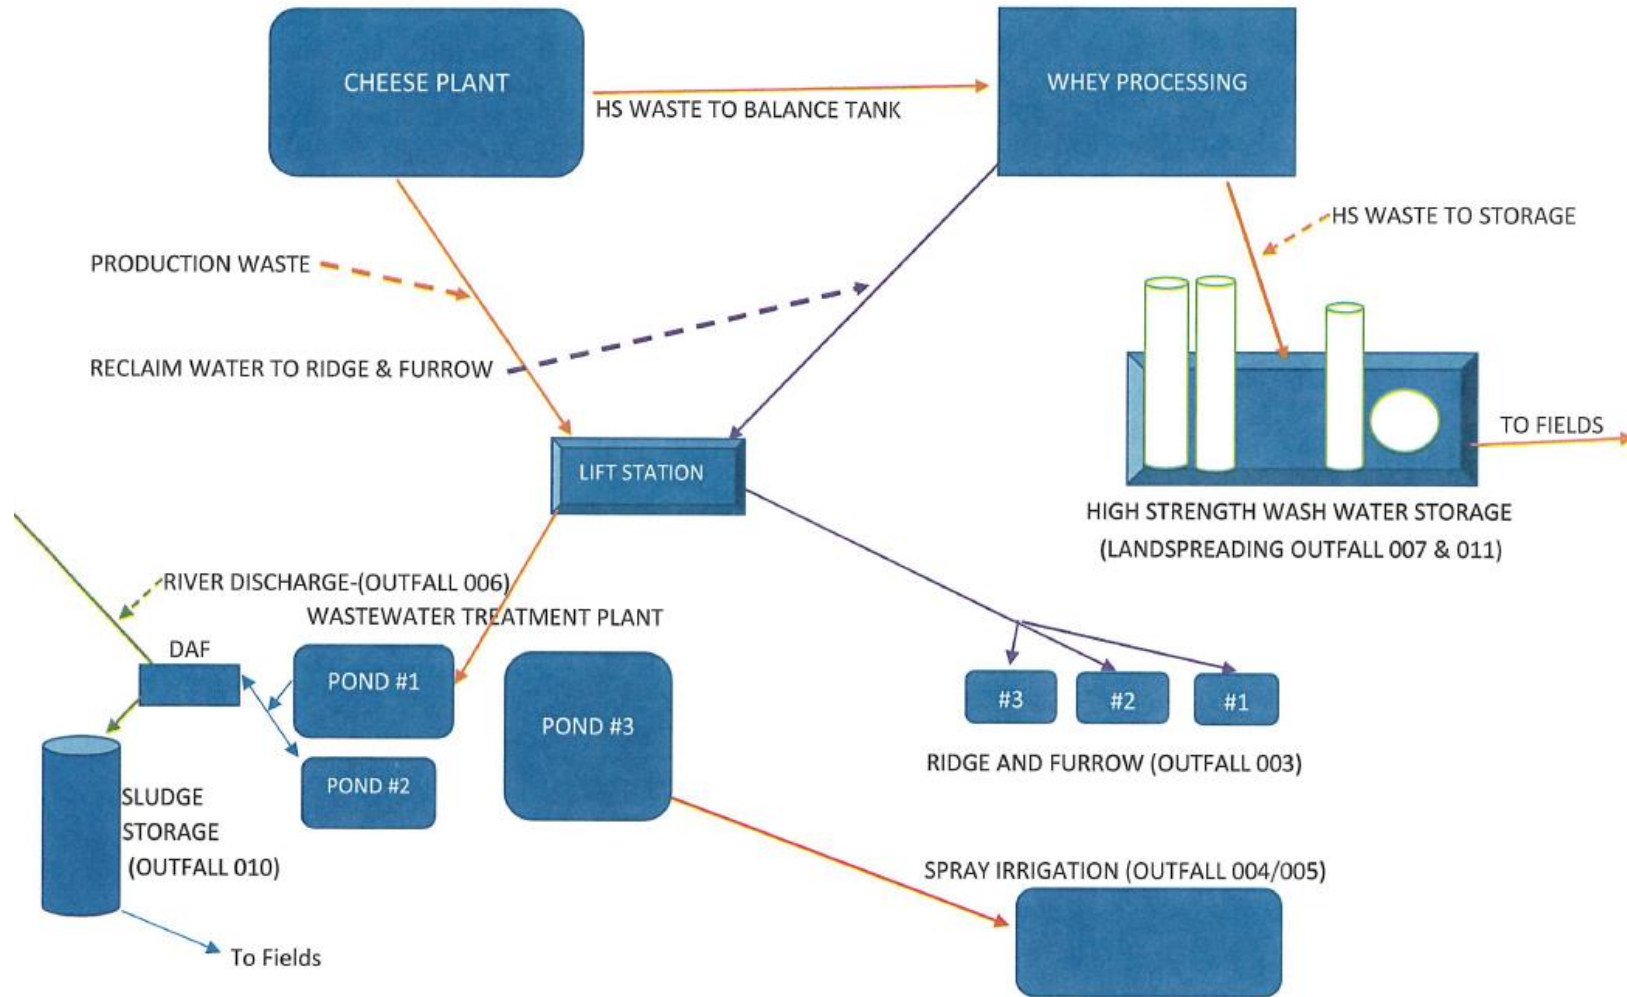 CHEESE PLANT
WHEY PROCESSING
HS WASTE TO BALANCE TANK
HS WASTE TO STORAGE
PRODUCTION WASTE
RECLAIM WATER TO RIDGE & FURROW
TO FIELDS
LIFT STATION
HIGH STRENGTH WASH WATER STORAGE
(LANDSPREADING OUTFALL 007 & 011)
RIVER DISCHARGE-(OUTFALL 006)
WASTEWATER TREATMENT PLANT
DAF
POND #1
POND #3
#3
#2
#1
RIDGE AND FURROW (OUTFALL 003)
POND #2
SLUDGE
STORAGE
(OUTFALL 010)
SPRAY IRRIGATION (OUTFALL 004/005)
To Fields